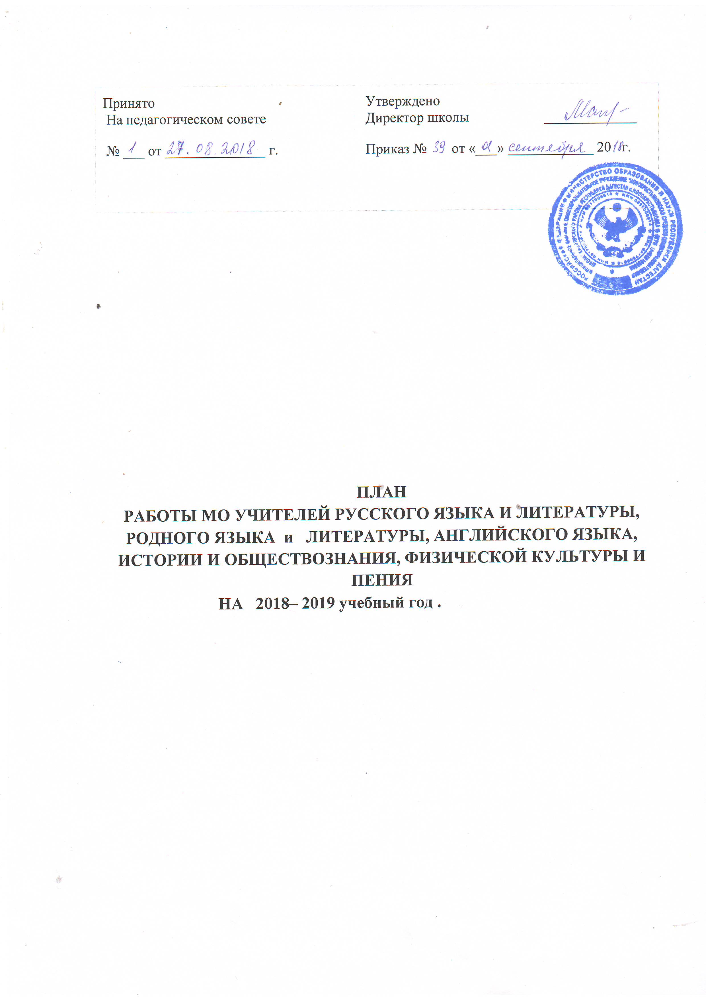 Принято
На педагогическом совете
№ 1 от 27.08.2018 г.
Утверждено
Директор школы
Приказ № 39 от «01» сентября 2018г.
РОССИЙСКАЯ ФЕДЕРАЦИЯ МИНИСТЕРСТВО ОБРАЗОВАНИЯ И НАУКИ РЕСПУБЛИКИ ДАГЕСТАН
ПЛАН
РАБОТЫ МО УЧИТЕЛЕЙ РУССКОГО ЯЗЫКА И ЛИТЕРАТУРЫ,
РОДНОГО ЯЗЫКА и ЛИТЕРАТУРЫ, АНГЛИЙСКОГО ЯЗЫКА,
ИСТОРИИ И ОБЩЕСТВОЗНАНИЯ, ФИЗИЧЕСКОЙ КУЛЬТУРЫ И
ПЕНИЯ
НА 2018– 2019 учебный год .